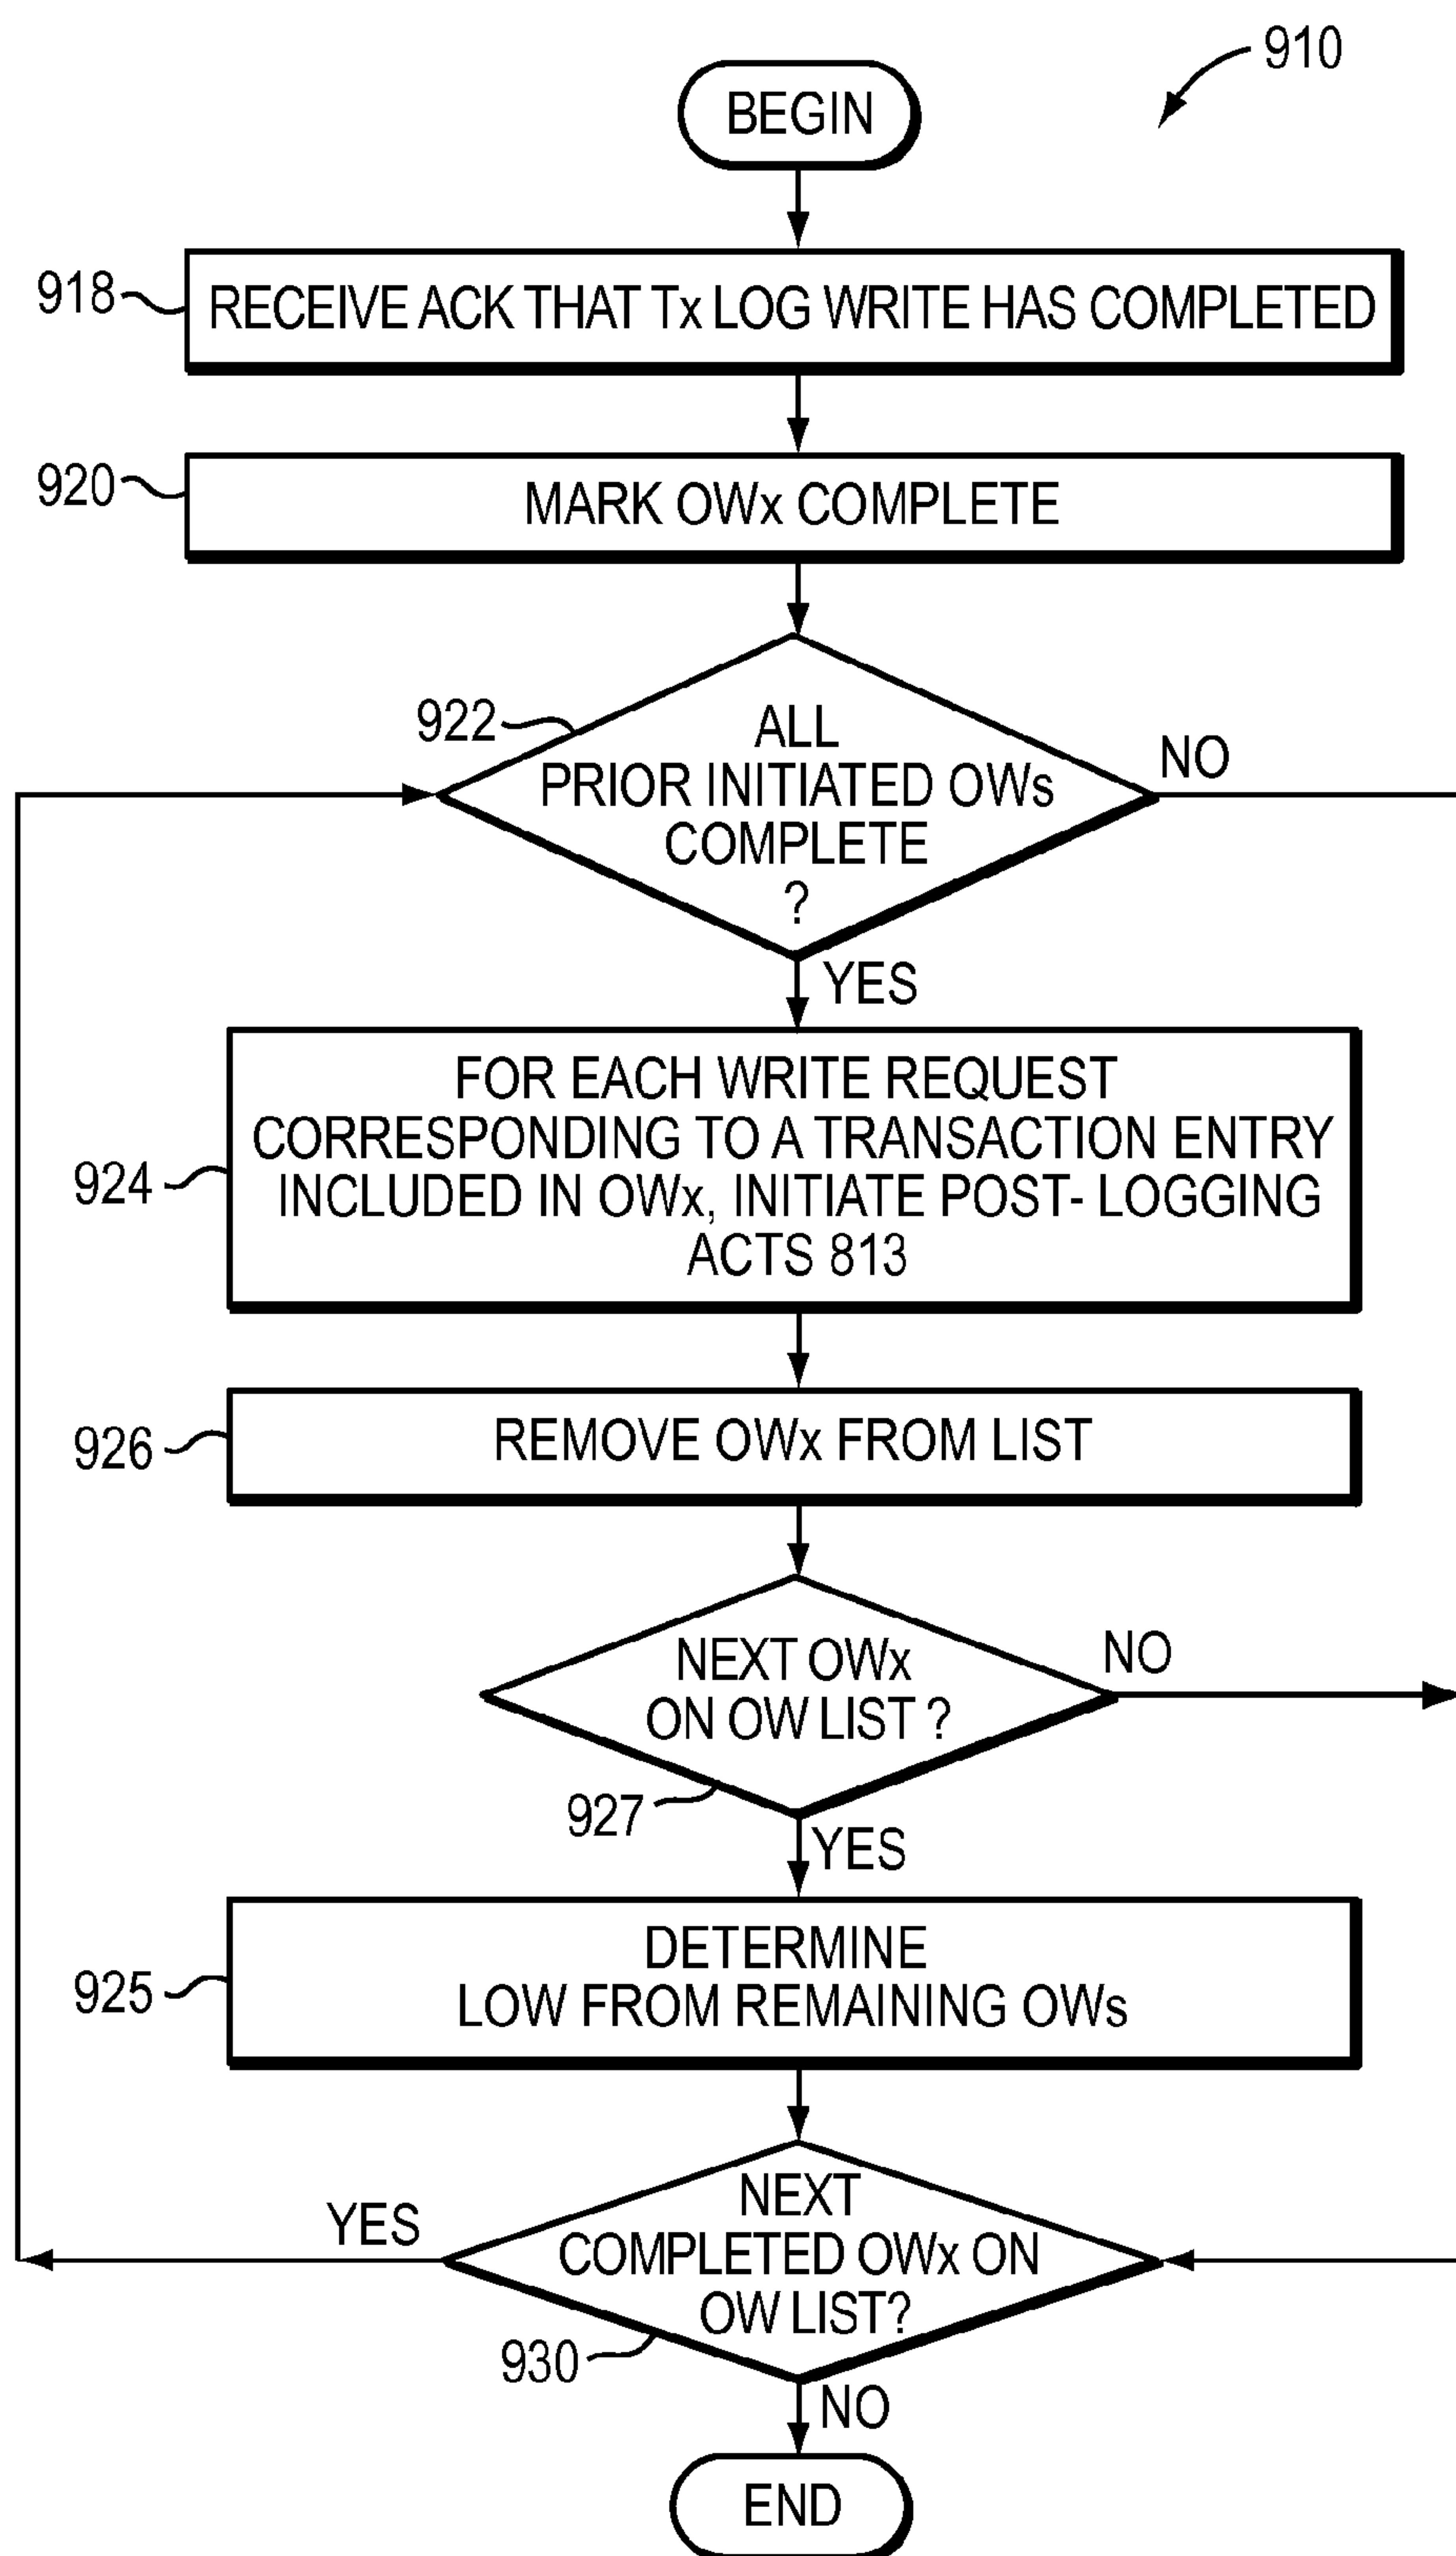 910
BEGIN
918
RECEIVE ACK THAT Tx LOG WRITE HAS COMPLETED
920
MARK OWx COMPLETE
922
ALL
PRIOR INITIATED OWs
COMPLETE
?
NO
YES
924
FOR EACH WRITE REQUEST
CORRESPONDING TO A TRANSACTION ENTRY
INCLUDED IN OWx, INITIATE POST- LOGGING
ACTS 813
926
REMOVE OWx FROM LIST
NEXT OWx
ON OW LIST ?
NO
927
YES
925
DETERMINE
LOW FROM REMAINING OWs
YES
NEXT
COMPLETED OWx ON
OW LIST?
930
NO
END